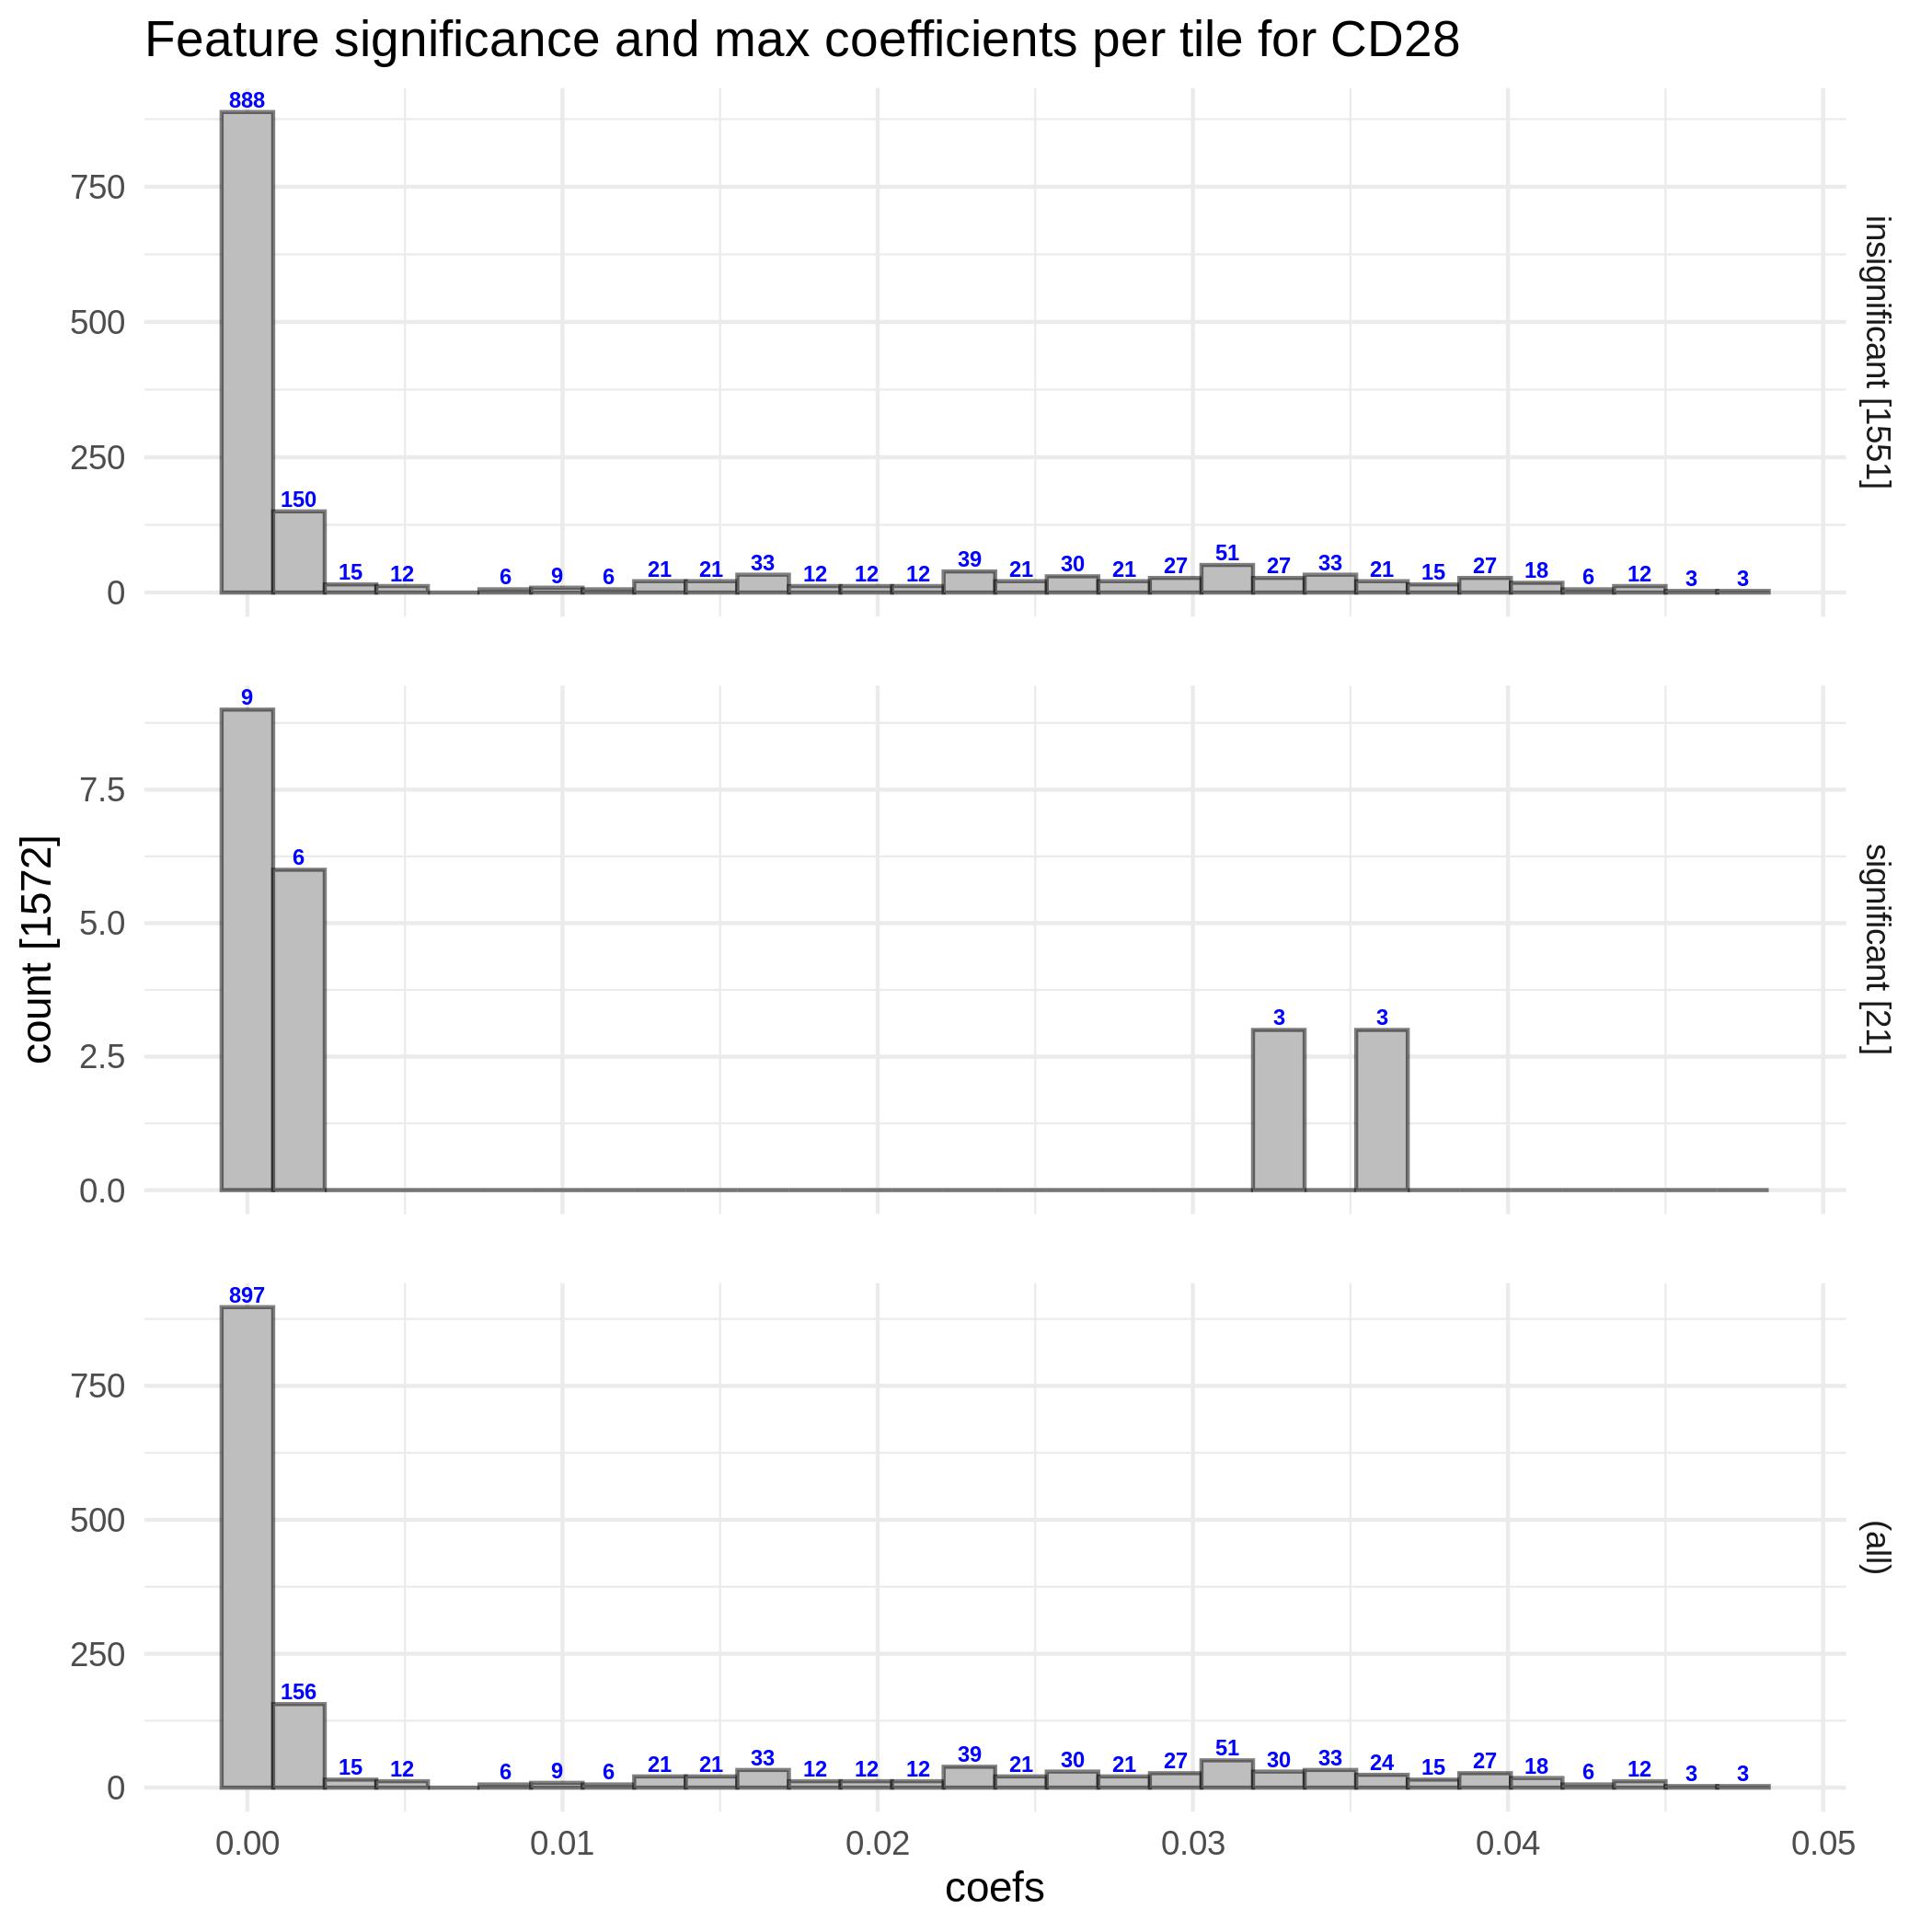 Feature significance and max coefficients per tile for CD28
888
750
500
250
0
150
15 12 6 9 6 21 21 33 12 12 12 39 21 30 21 27 51 27 33 21 15 27 18 6 12 3 3
insignificant [1551]
count [1572]
9
7.5
5.0
2.5
0.0
6
3 3
significant [21]
897
750
500
250
0
156
15 12 6 9 6 21 21 33 12 12 12 39 21 30 21 27 51 30 33 24 15 27 18 6 12 3 3
(all)
0.00 0.01 0.02 0.03 0.04 0.05
coefs